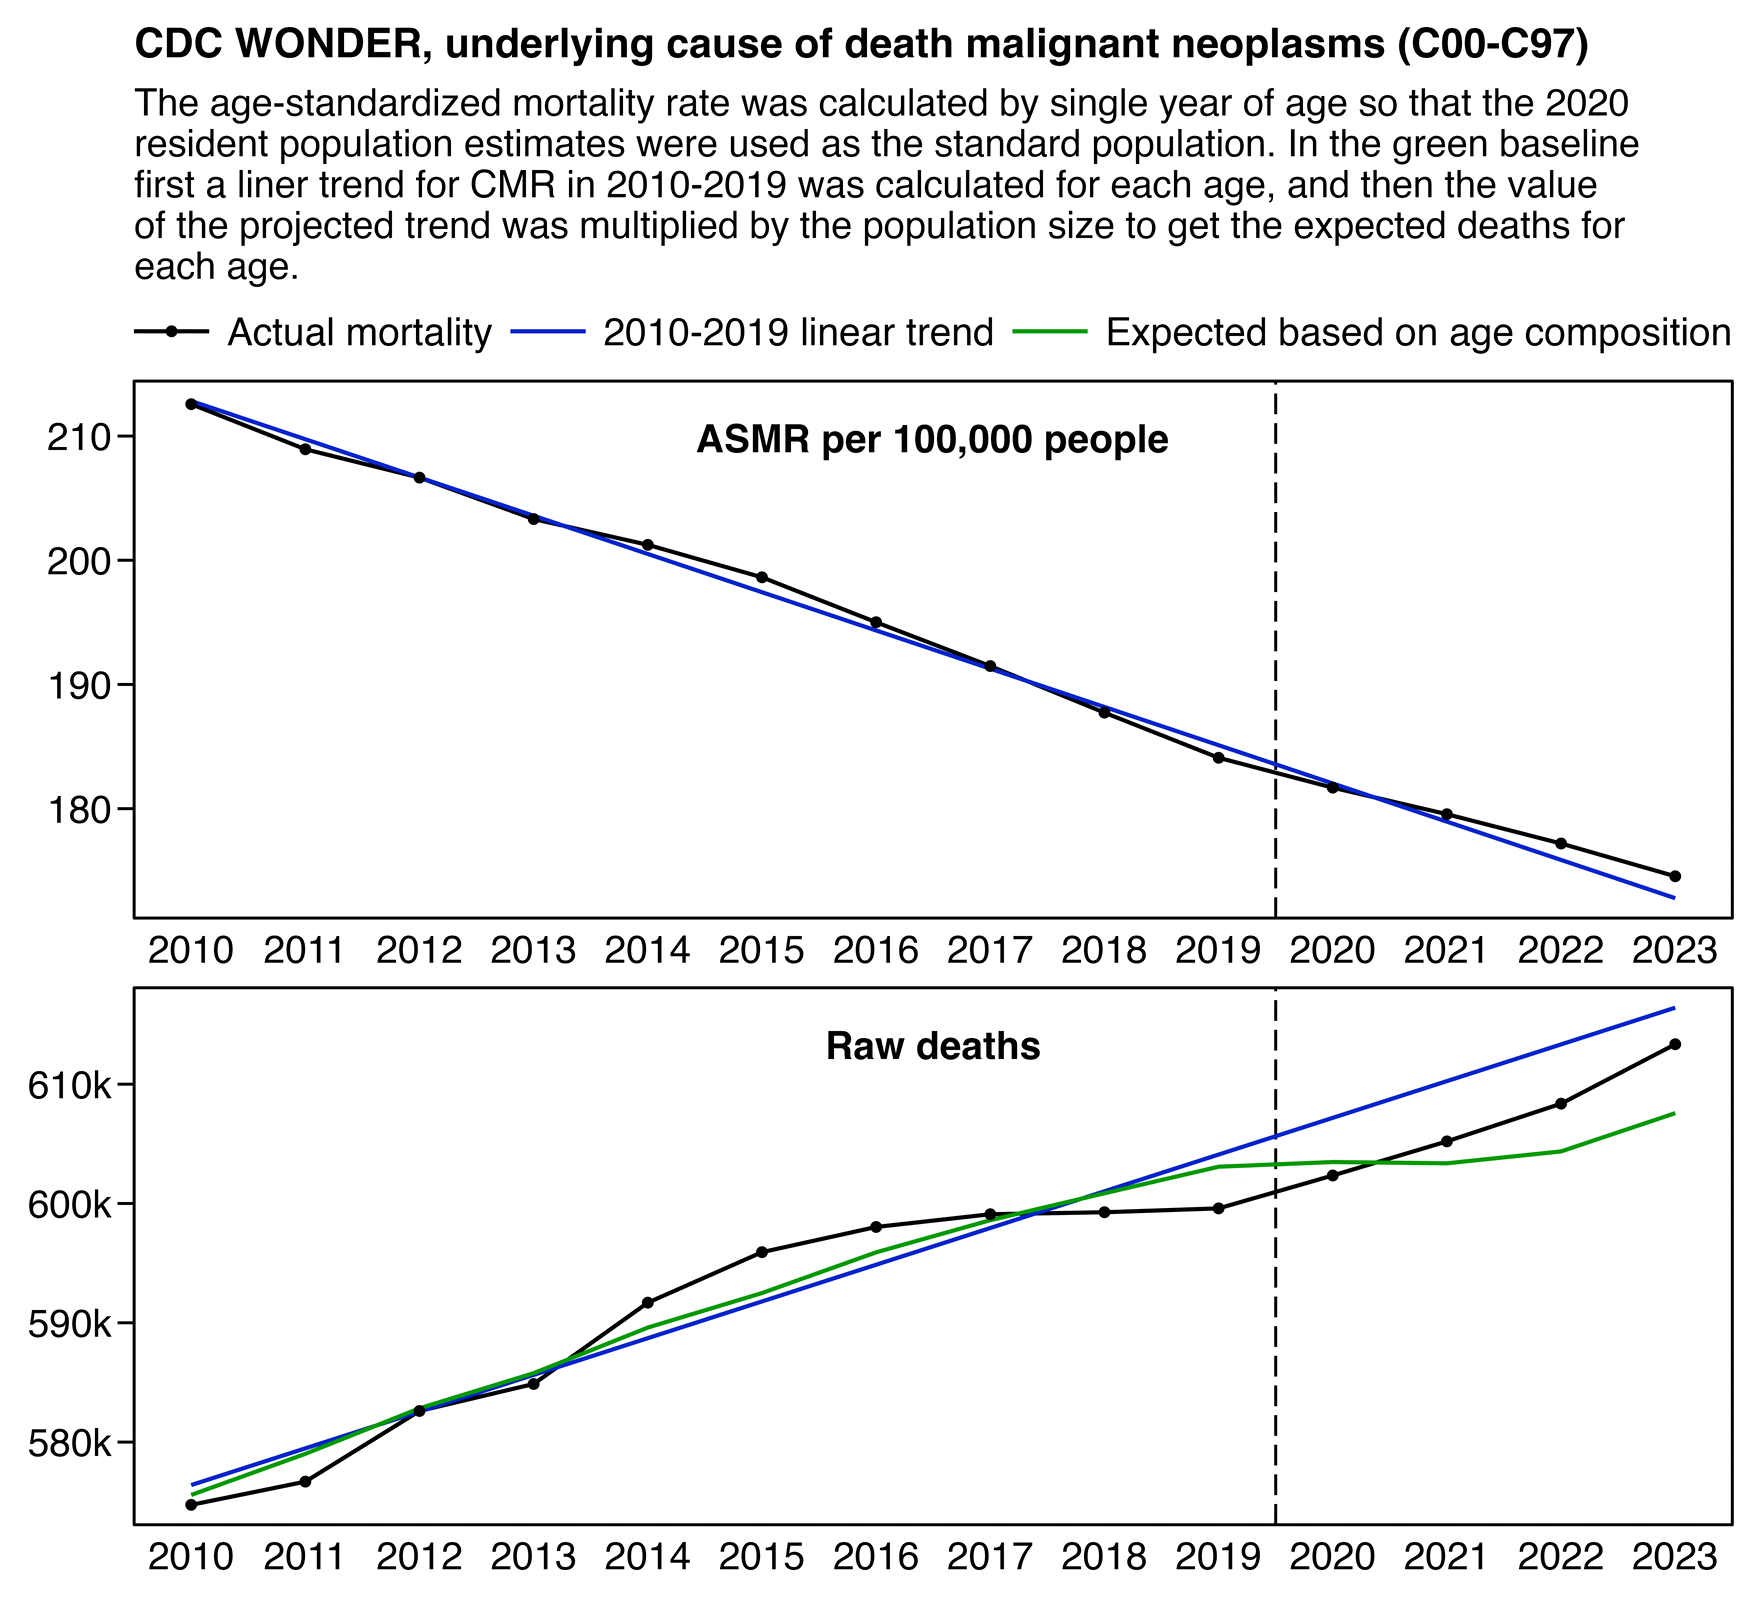 CDC WONDER, underlying cause of death malignant neoplasms (C00-C97)
The age-standardized mortality rate was calculated by single year of age so that the 2020
resident population estimates were used as the standard population. In the green baseline
first a liner trend for CMR in 2010-2019 was calculated for each age, and then the value
of the projected trend was multiplied by the population size to get the expected deaths for
each age.
Actual mortality 2010-2019 linear trend Expected based on age composition
ASMR per 100,000 people
210
200
190
180
2010 2011 2012 2013 2014 2015 2016 2017 2018 2019 2020 2021 2022 2023
Raw deaths
610k
600k
590k
580k
2010 2011 2012 2013 2014 2015 2016 2017 2018 2019 2020 2021 2022 2023